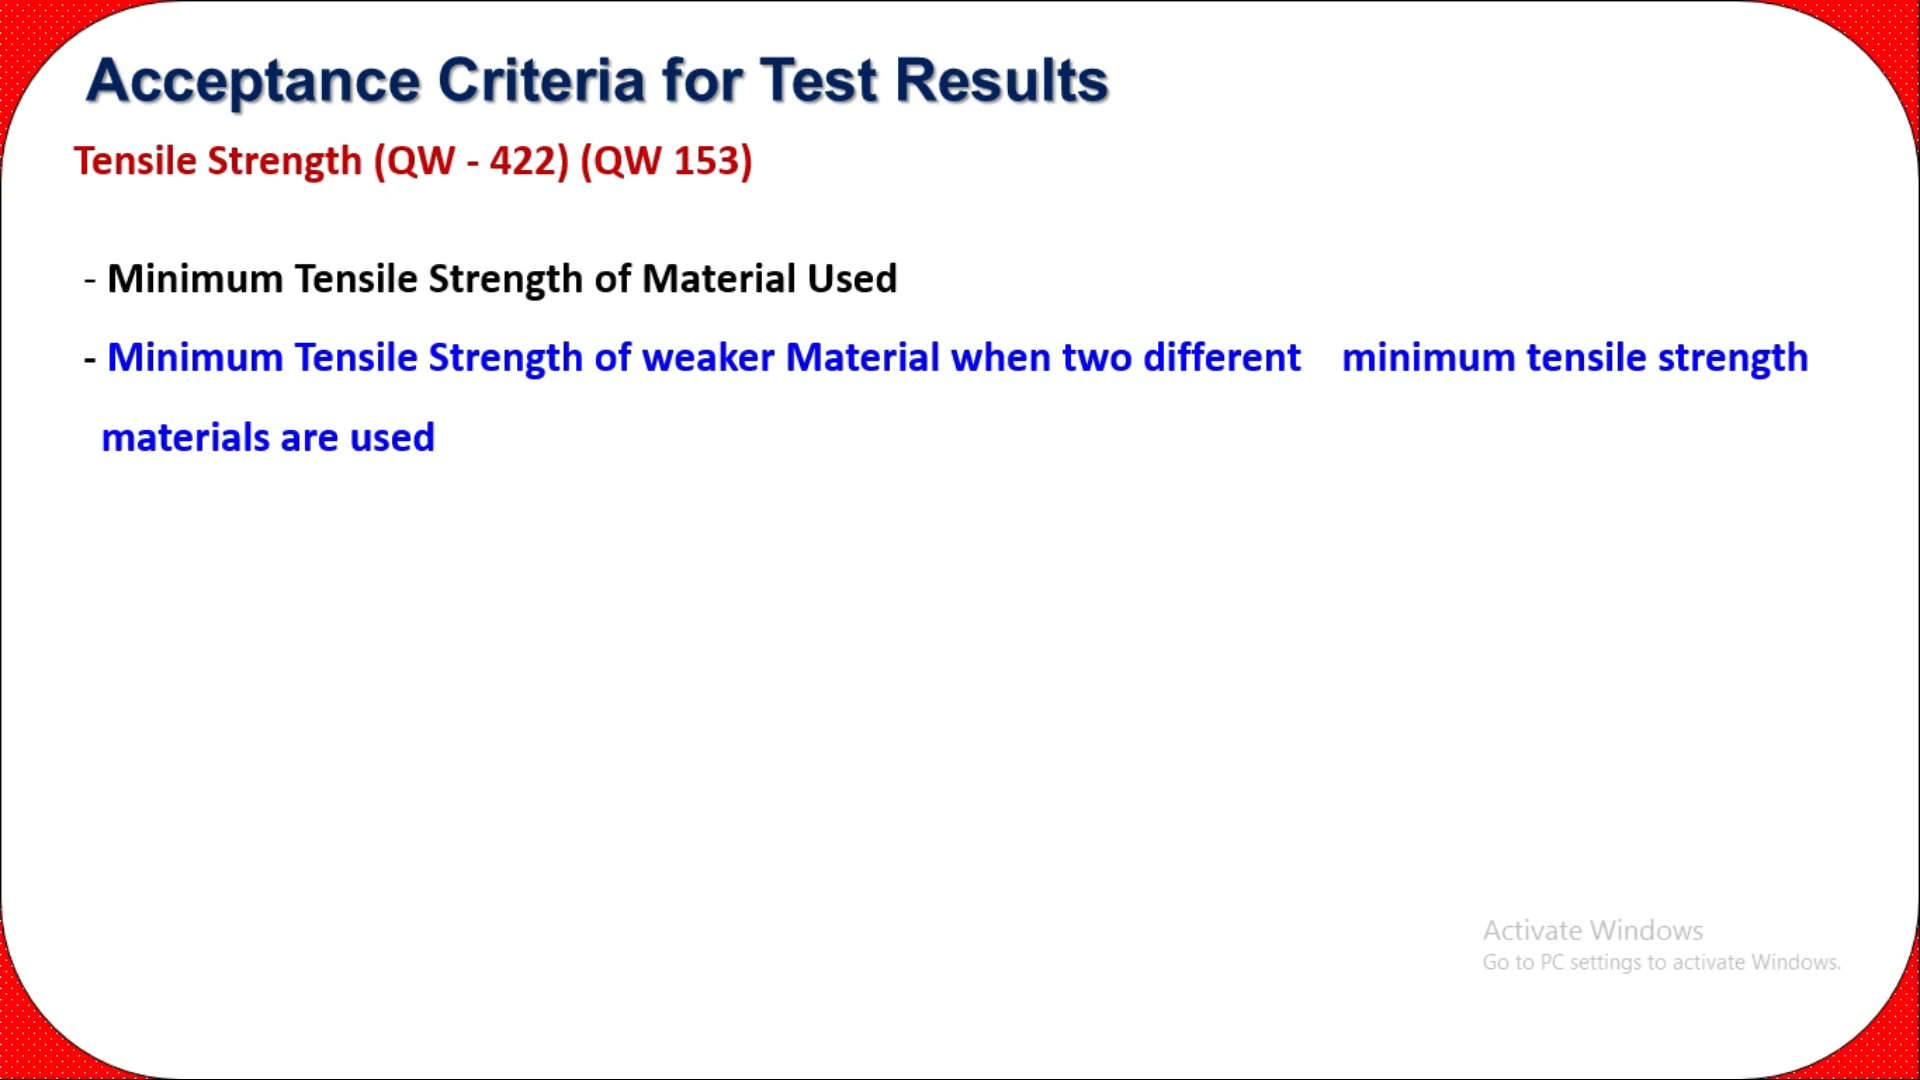 Acceptance Criteria for Test Results
Tensile Strength (QW - 422) (QW 153)
- Minimum Tensile Strength of Material Used
- Minimum Tensile Strength of weaker Material when two different minimum tensile strength
materials are used
Activate Windows
Go to PC settings to activate Windows.